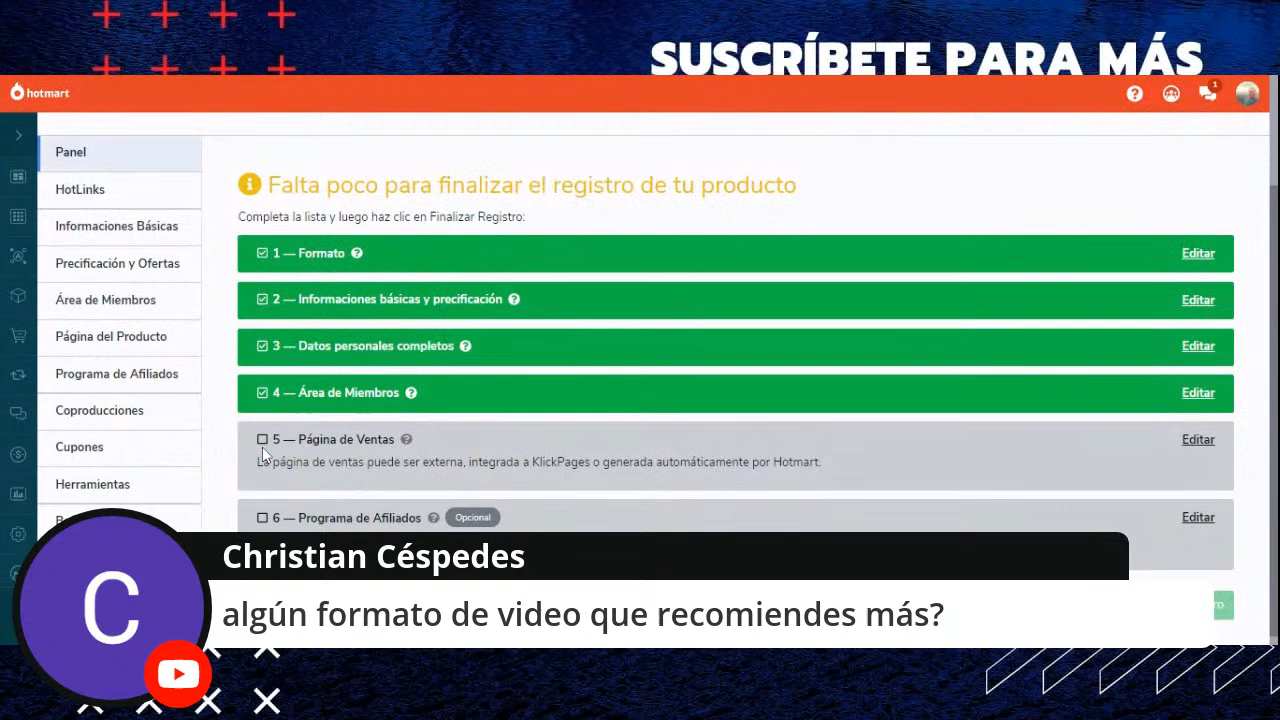 SUSCRÍBETE PARA MÁS
hotmart
1
Panel
HotLinks
Informaciones Básicas
Precificación y Ofertas
Área de Miembros
Página del Producto
Programa de Afiliados
Coproducciones
Cupones
Herramientas
Falta poco para finalizar el registro de tu producto
Completa la lista y luego haz clic en Finalizar Registro:
1 — Formato
Editar
2 — Informaciones básicas y precificación
Editar
3 — Datos personales completos
Editar
4 — Área de Miembros
Editar
5 — Página de Ventas
Editar
La página de ventas puede ser externa, integrada a KlickPages o generada automáticamente por Hotmart.
6 — Programa de Afiliados Opcional
Editar
C
Christian Céspedes
algún formato de video que recomiendes más?